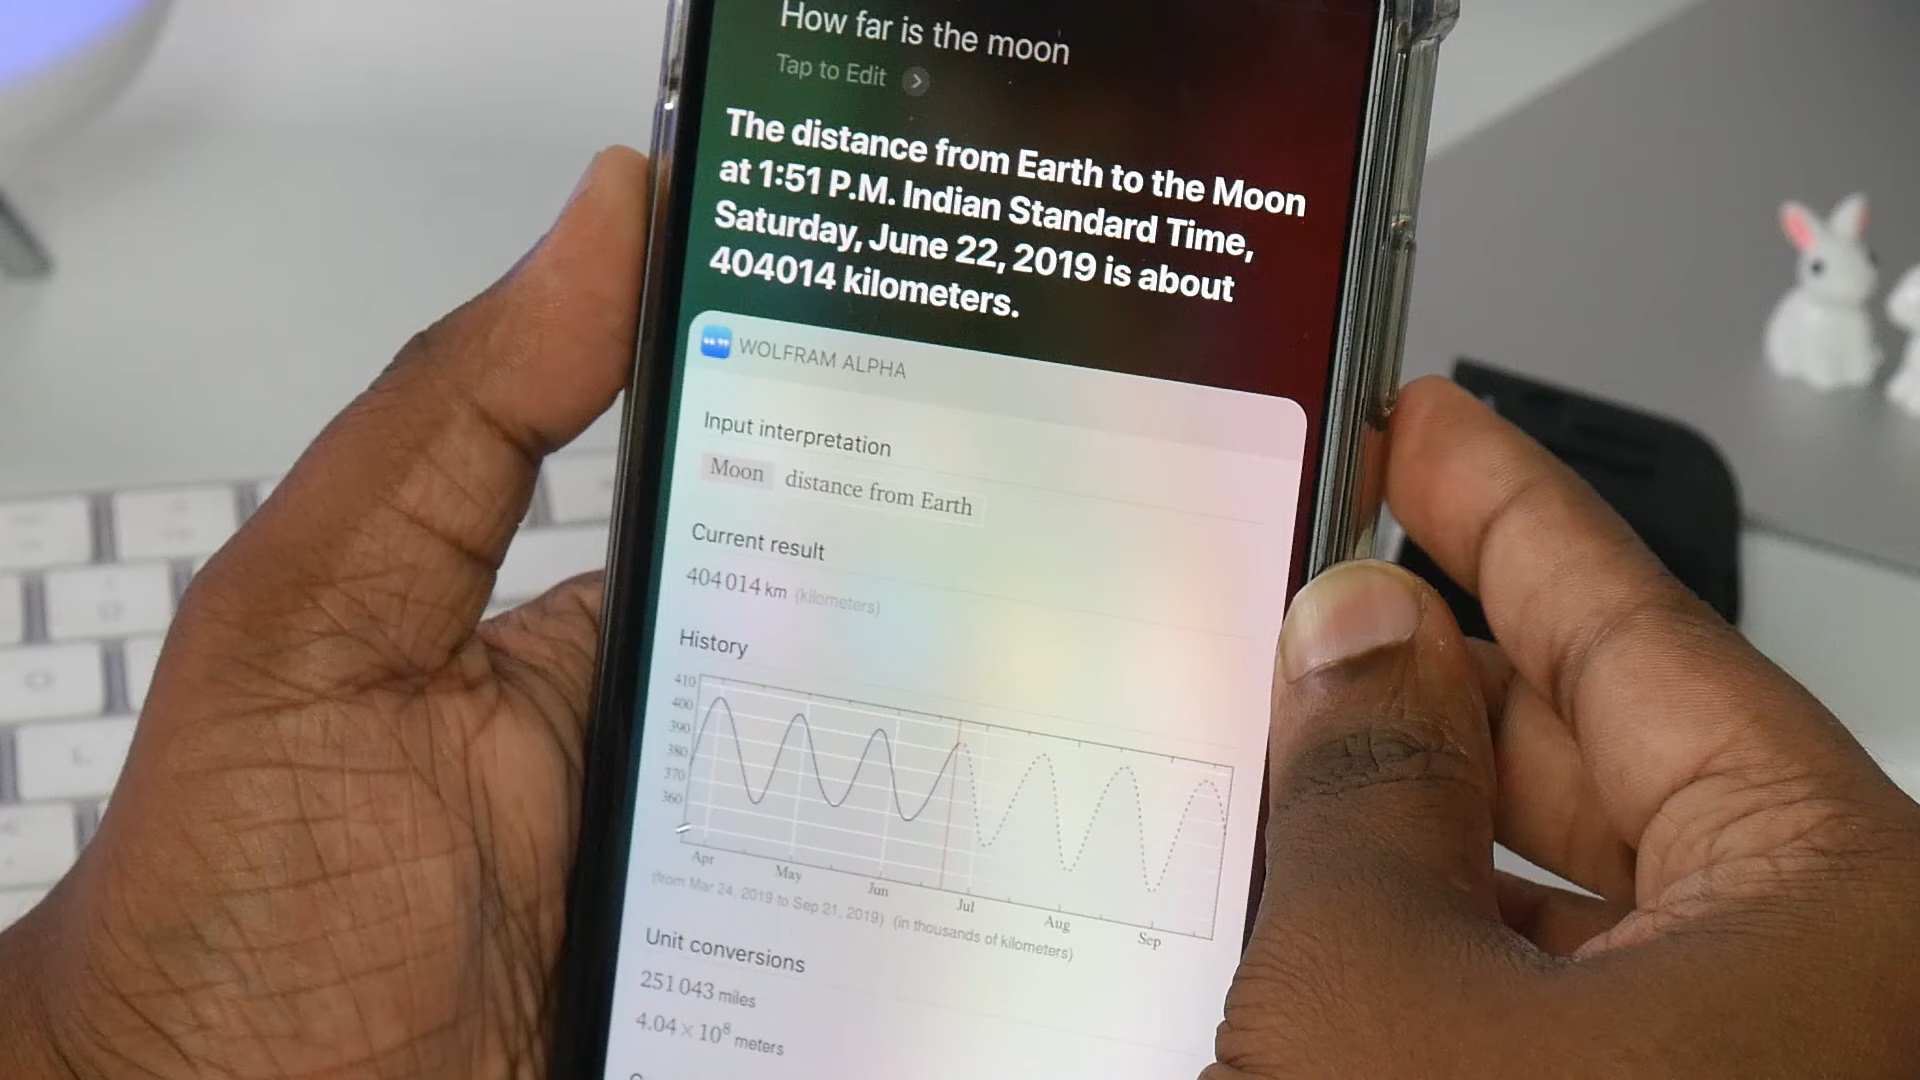 How far is the moon
Tap to Edit
The distance from Earth to the Moon
at 1:51 P.M. Indian Standard Time,
Saturday, June 22, 2019 is about
404014 kilometers.
WOLFRAM ALPHA
Input interpretation
Moon distance from Earth
Current result
404014 km (kilometers)
History
410
400
390
380
370
360
Apr May Jun Jul Aug Sep
(from Mar 24, 2019 to Sep 21, 2019) (in thousands of kilometers)
Unit conversions
251043 miles
4.04×10⁸ meters